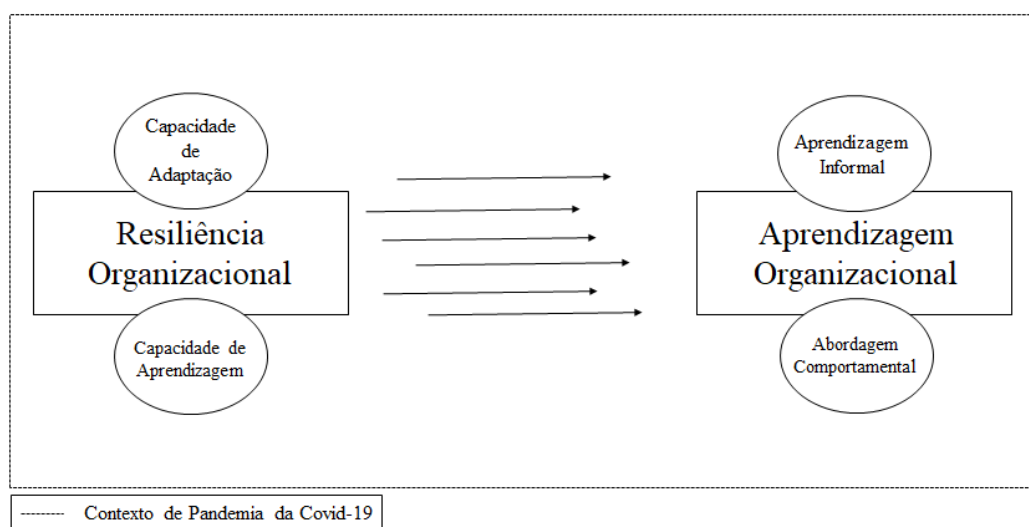 Capacidade
de
Adaptação
Resiliência
Organizacional
Capacidade de
Aprendizagem
Aprendizagem
Informal
Aprendizagem
Organizacional
Abordagem
Comportamental
Contexto de Pandemia da Covid-19